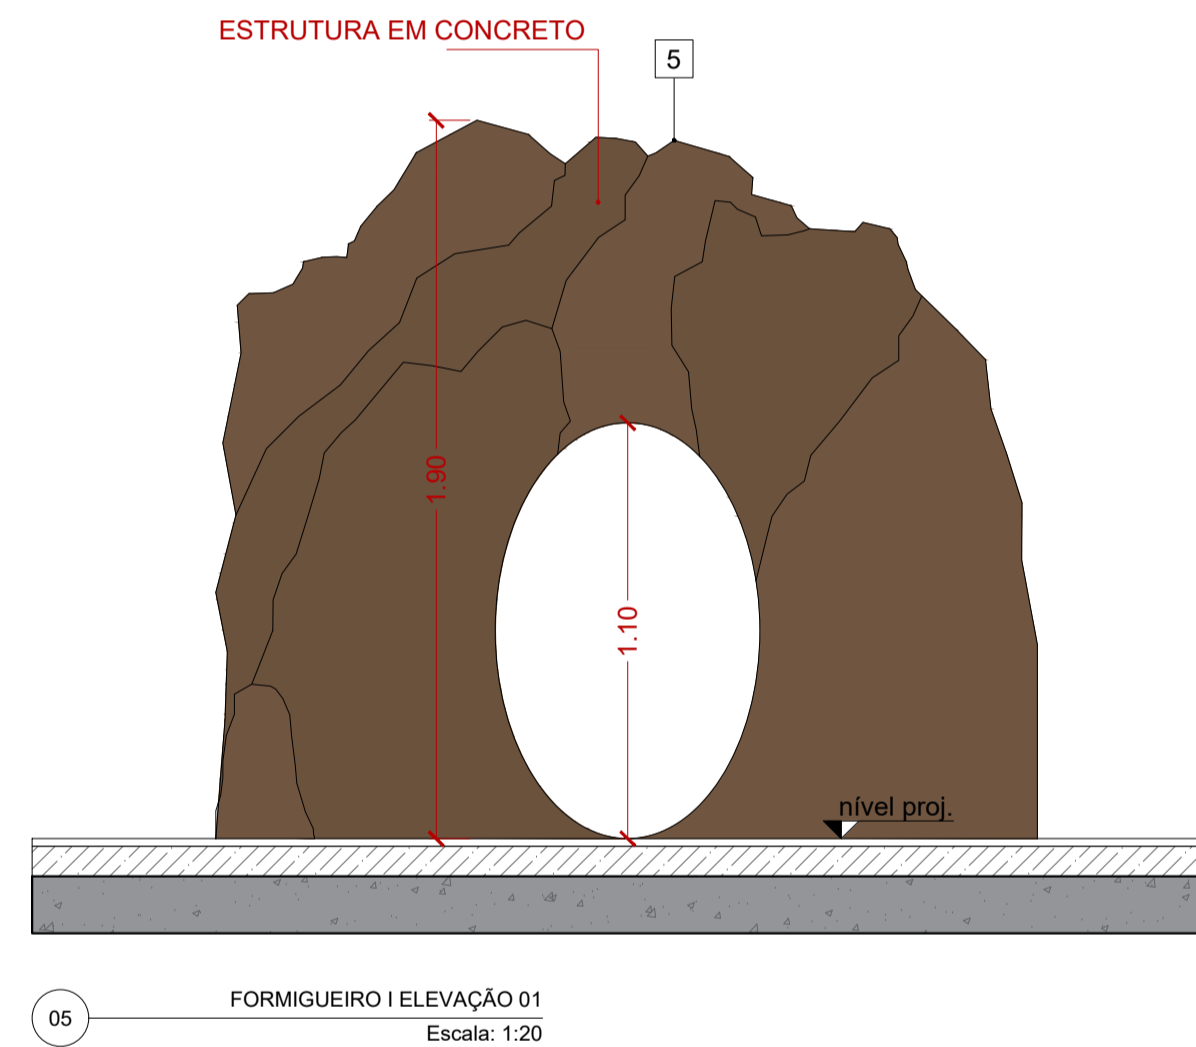 ESTRUTURA EM CONCRETO
5
1.90
1.10
nível proj.
05
FORMIGUEIRO I ELEVAÇÃO 01
Escala: 1:20